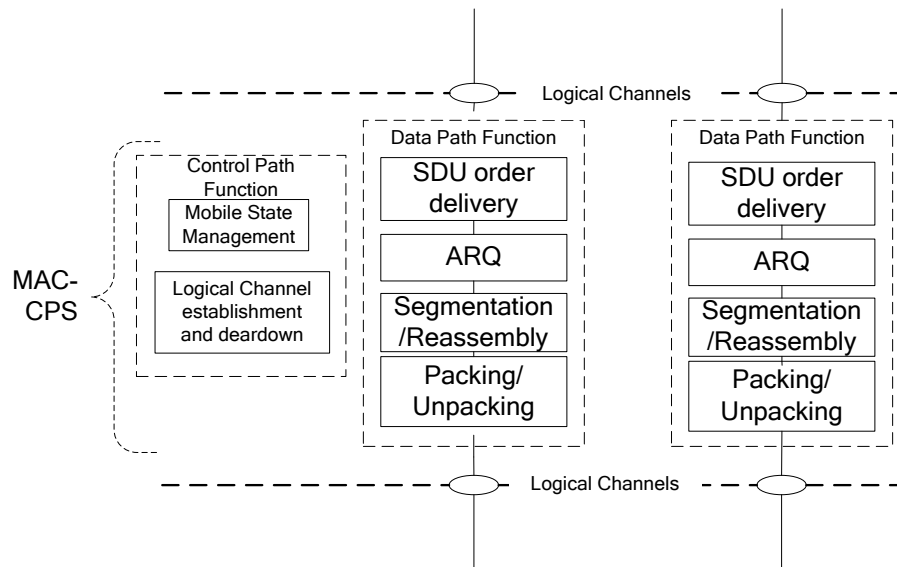 Logical Channels
MAC-
CPS
Control Path
Function
Mobile State
Management
Logical Channel
establishment
and deardown
Data Path Function
SDU order
delivery
ARQ
Segmentation
/Reassembly
Packing/
Unpacking
Data Path Function
SDU order
delivery
ARQ
Segmentation
/Reassembly
Packing/
Unpacking
Logical Channels